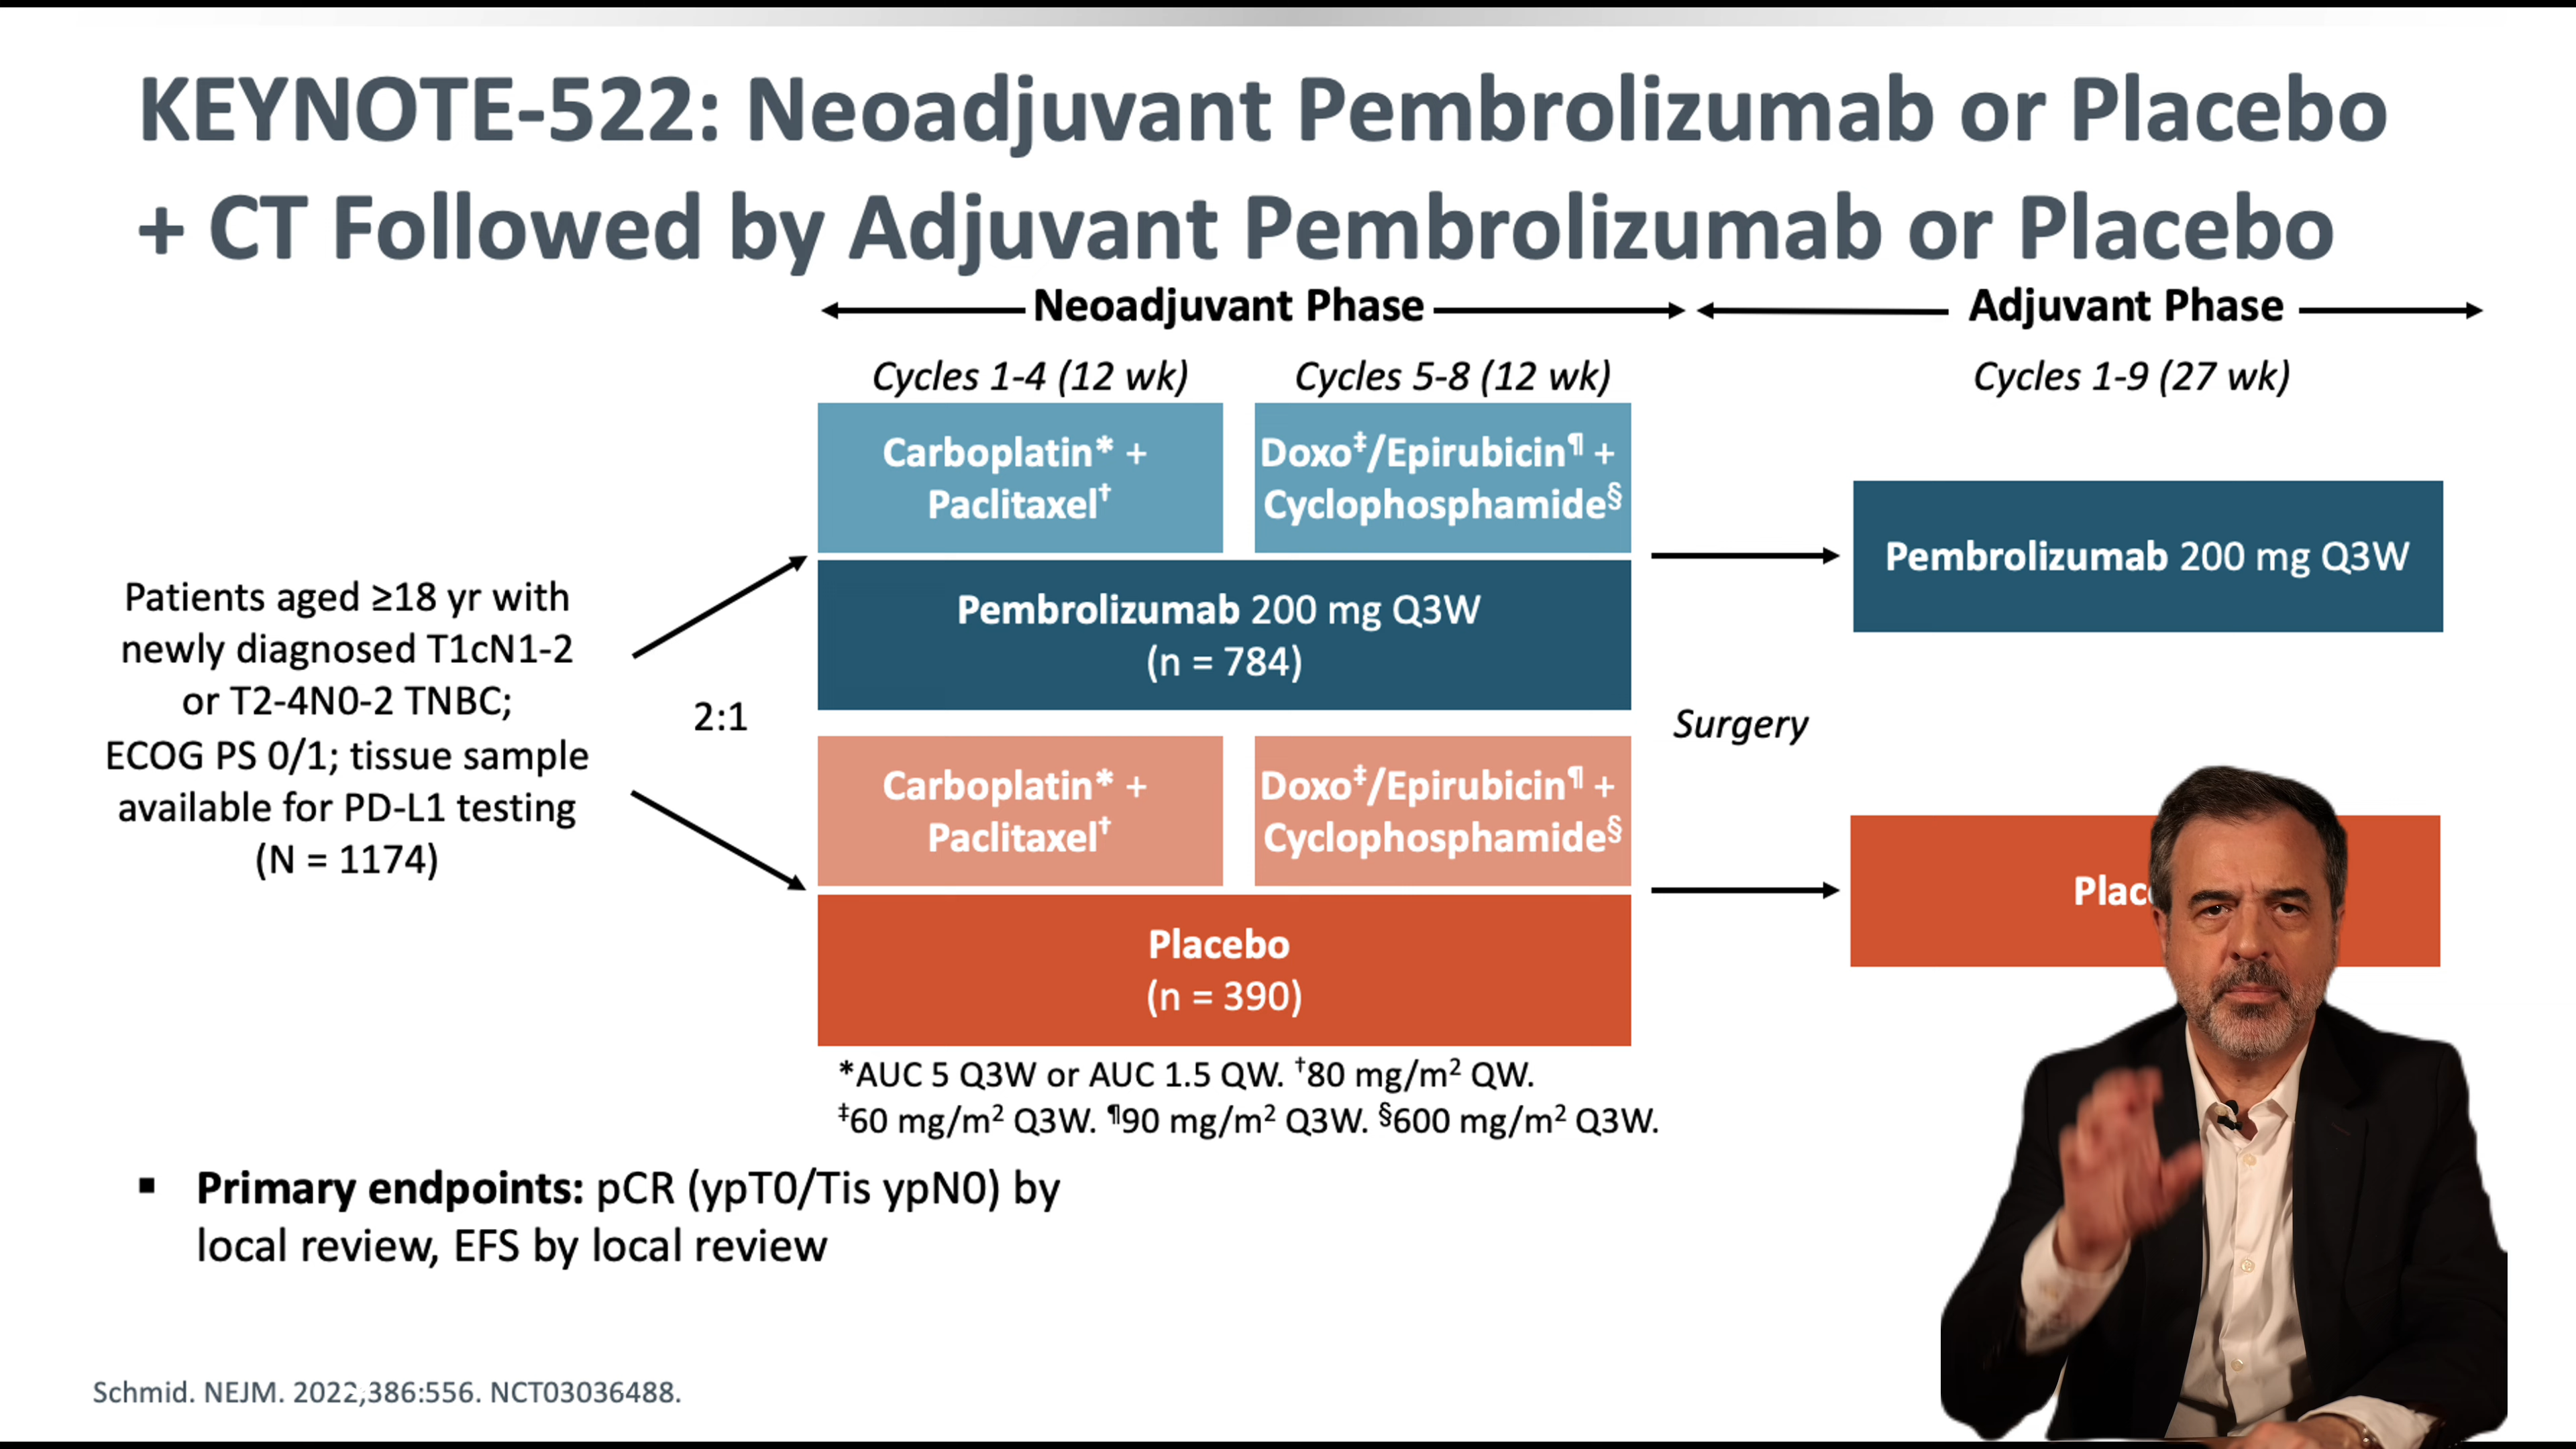 KEYNOTE-522: Neoadjuvant Pembrolizumab or Placebo
+ CT Followed by Adjuvant Pembrolizumab or Placebo
Neoadjuvant Phase
Adjuvant Phase
Cycles 1-4 (12 wk)
Cycles 5-8 (12 wk)
Cycles 1-9 (27 wk)
Patients aged ≥18 yr with
newly diagnosed T1cN1-2
or T2-4N0-2 TNBC;
ECOG PS 0/1; tissue sample
available for PD-L1 testing
(N = 1174)
2:1
Carboplatin* +
Paclitaxel†
Doxo‡/Epirubicin¶ +
Cyclophosphamide§
Pembrolizumab 200 mg Q3W
(n = 784)
Carboplatin* +
Paclitaxel†
Doxo‡/Epirubicin¶ +
Cyclophosphamide§
Placebo
(n = 390)
Surgery
Pembrolizumab 200 mg Q3W
*AUC 5 Q3W or AUC 1.5 QW. †80 mg/m² QW.
‡60 mg/m² Q3W. ¶90 mg/m² Q3W. §600 mg/m² Q3W.
▪ Primary endpoints: pCR (ypT0/Tis ypN0) by
local review, EFS by local review
Schmid. NEJM. 2022;386:556. NCT03036488.